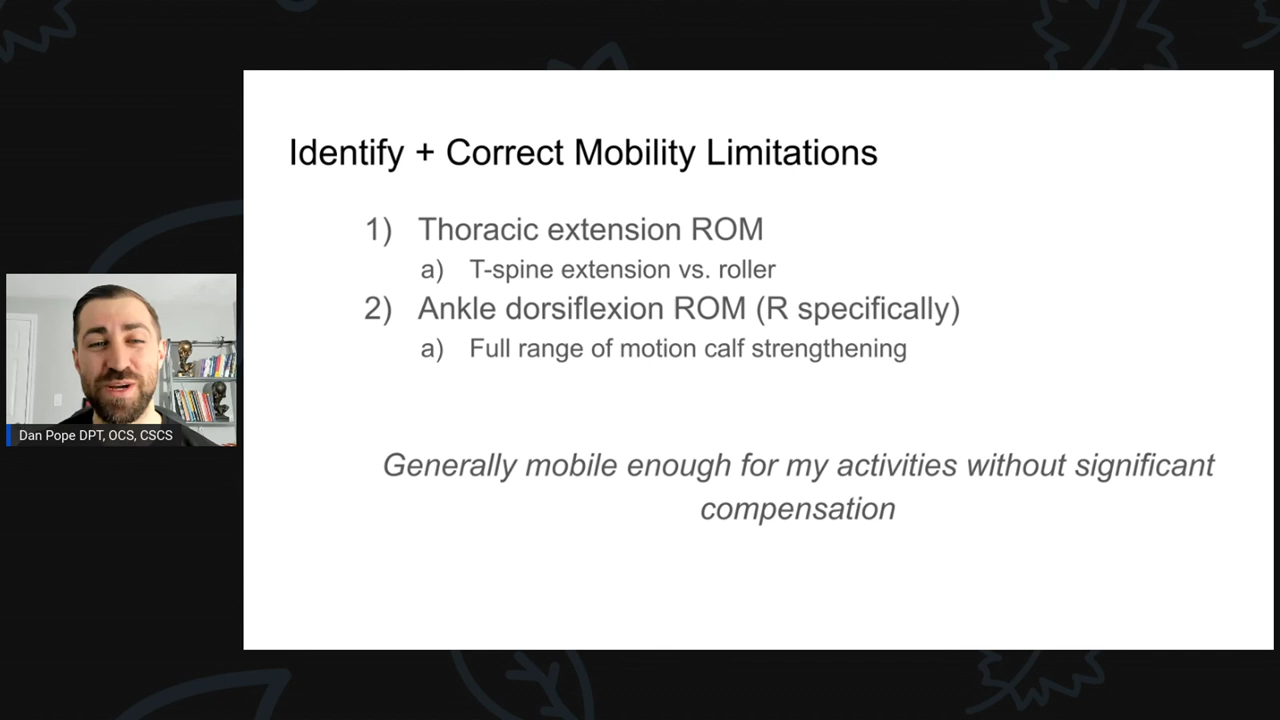 Identify + Correct Mobility Limitations
1) Thoracic extension ROM
a) T-spine extension vs. roller
2) Ankle dorsiflexion ROM (R specifically)
a) Full range of motion calf strengthening
Generally mobile enough for my activities without significant
compensation
Dan Pope DPT, OCS, CSCS